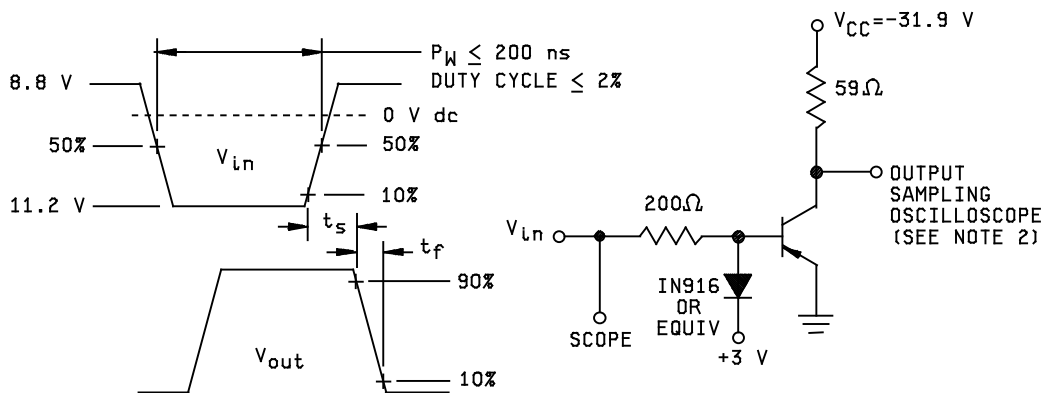 P_W ≤ 200 ns
DUTY CYCLE ≤ 2%
8.8 V
0 V dc
50%
V_in
50%
10%
11.2 V
t_s
t_f
90%
V_out
10%
V_CC=-31.9 V
59Ω
OUTPUT
SAMPLING
OSCILLOSCOPE
(SEE NOTE 2)
200Ω
V_in
IN916
OR
EQUIV
SCOPE
+3 V